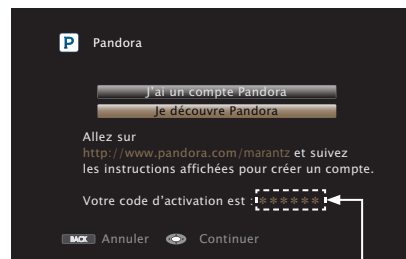 P Pandora
J'ai un compte Pandora
Je découvre Pandora
Allez sur
http://www.pandora.com/marantz et suivez
les instructions affichées pour créer un compte.
Votre code d'activation est : ******
BACK Annuler Continuer